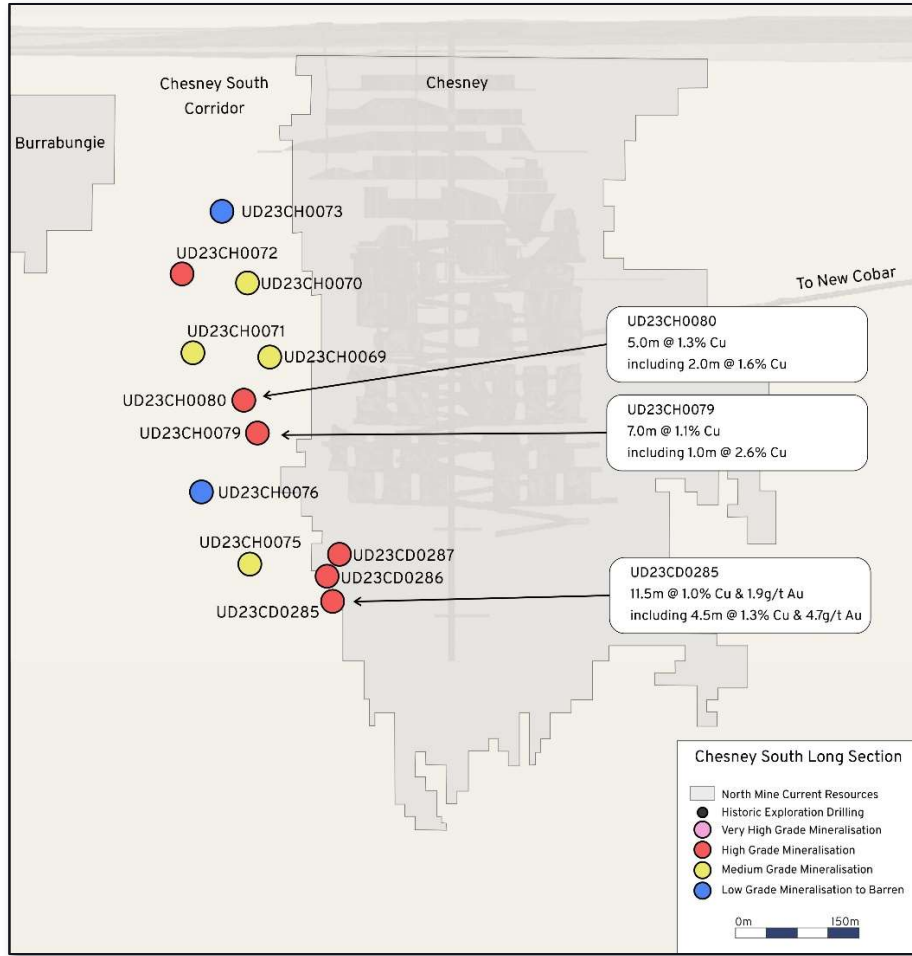 Chesney South
Corridor
Chesney
Burrabungie
UD23CH0073
UD23CH0072
UD23CH0070
To New Cobar
UD23CH0071
UD23CH0069
UD23CH0080
5.0m @ 1.3% Cu
including 2.0m @ 1.6% Cu
UD23CH0080
UD23CH0079
UD23CH0079
7.0m @ 1.1% Cu
including 1.0m @ 2.6% Cu
UD23CH0076
UD23CH0075
UD23CD0287
UD23CD0286
UD23CD0285
UD23CD0285
11.5m @ 1.0% Cu & 1.9g/t Au
including 4.5m @ 1.3% Cu & 4.7g/t Au
Chesney South Long Section
North Mine Current Resources
Historic Exploration Drilling
Very High Grade Mineralisation
High Grade Mineralisation
Medium Grade Mineralisation
Low Grade Mineralisation to Barren
0m 150m